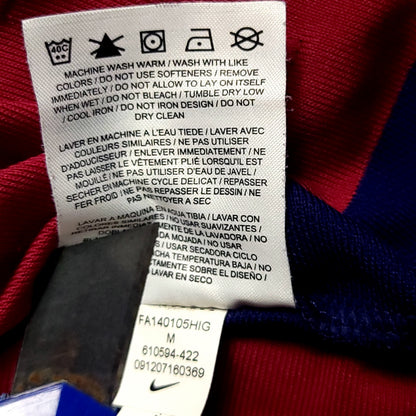 40C
MACHINE WASH WARM / WASH WITH LIKE
COLORS / DO NOT USE SOFTENERS / REMOVE
IMMEDIATELY / DO NOT ALLOW TO LAY ON ITSELF
WHEN WET / DO NOT BLEACH / TUMBLE DRY LOW
/ COOL IRON / DO NOT IRON DESIGN / DO NOT
DRY CLEAN
LAVER EN MACHINE A L'EAU TIEDE / LAVER AVEC
COULEURS SIMILAIRES / NE PAS UTILISER
D'ADOUCISSEUR / ENLEVER IMMEDIATEMENT / NE
PAS LAISSER LE VÊTEMENT PLIÉ LORSQU'IL EST
MOUILLÉ / NE PAS UTILISER D'EAU DE JAVEL /
SECHER EN MACHINE CYCLE DELICAT / REPASSER
FER FROID / NE PAS REPASSER LE DESSIN / NE PAS
NETTOYER A SEC
LAVAR A MAQUINA EN AGUA TIBIA / LAVAR CON
COLORES SIMILARES / NO USAR SUAVIZANTES /
DE LA LAVADORA / NO
MOJADA / NO USAR
USAR SECADORA CICLO
TEMPERATURA BAJA / NO
SOBRE EL DISEÑO /
LAVAR EN SECO
FA140105HIG
M
610594-422
091207160369